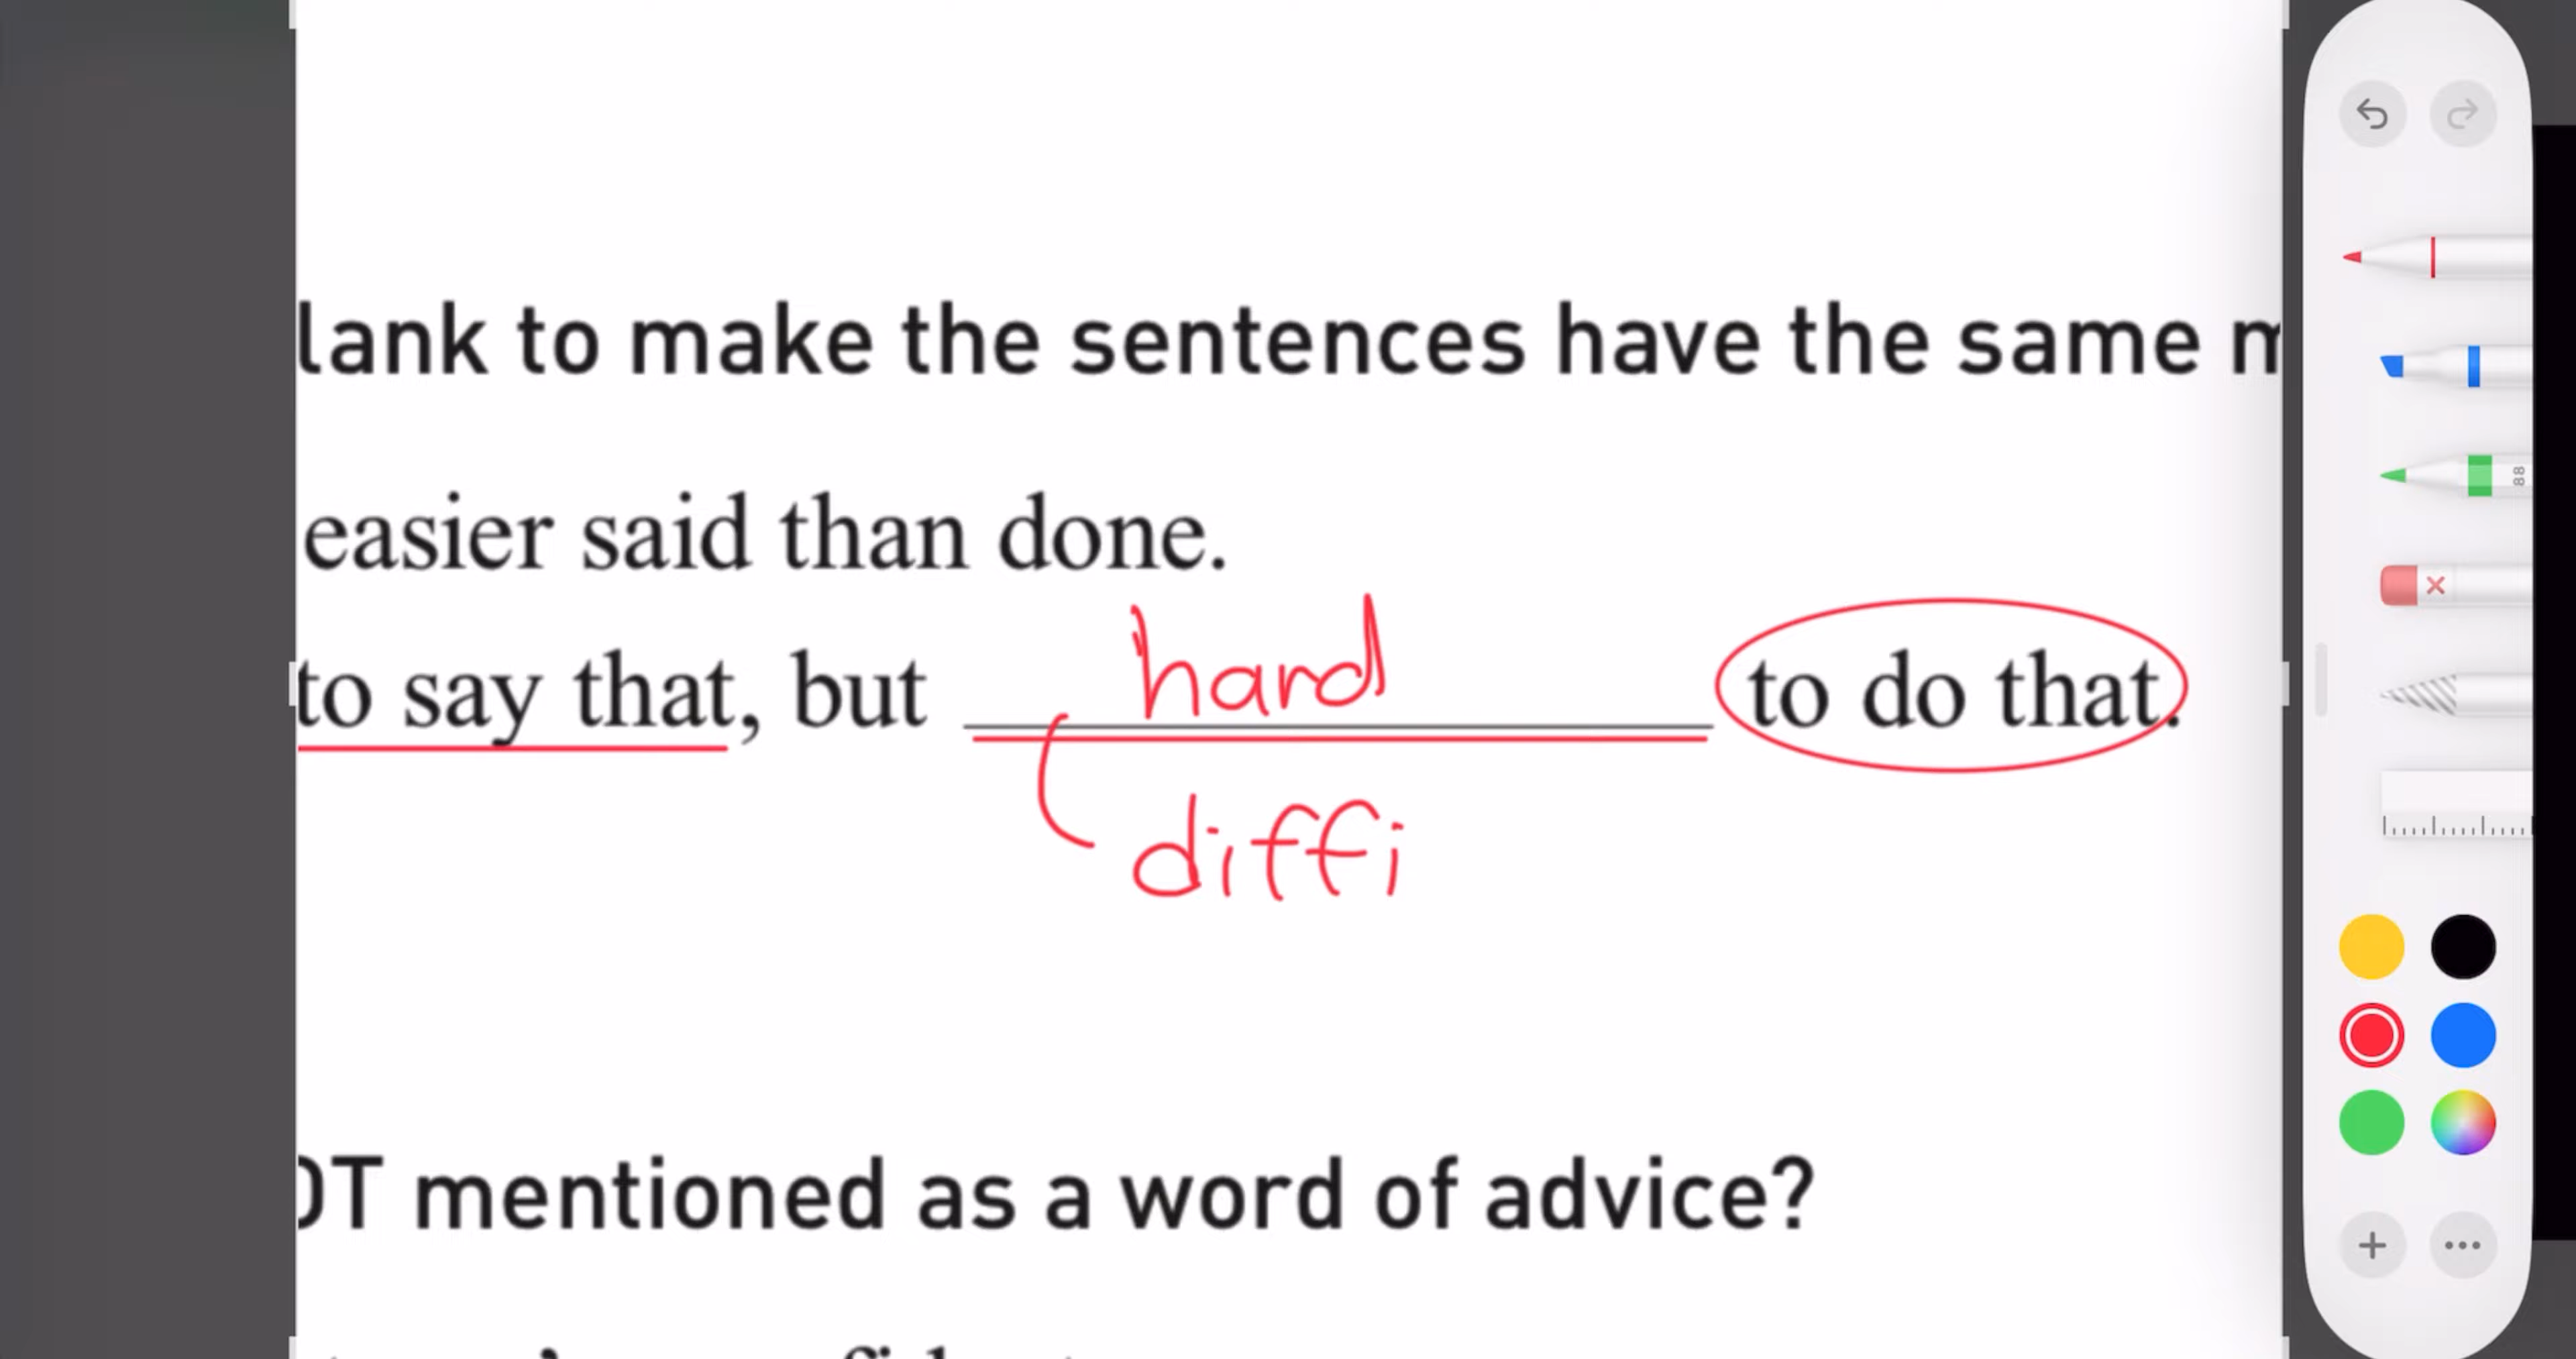 lank to make the sentences have the same m
easier said than done.
hard
to say that, but to do that.
diffi
OT mentioned as a word of advice?